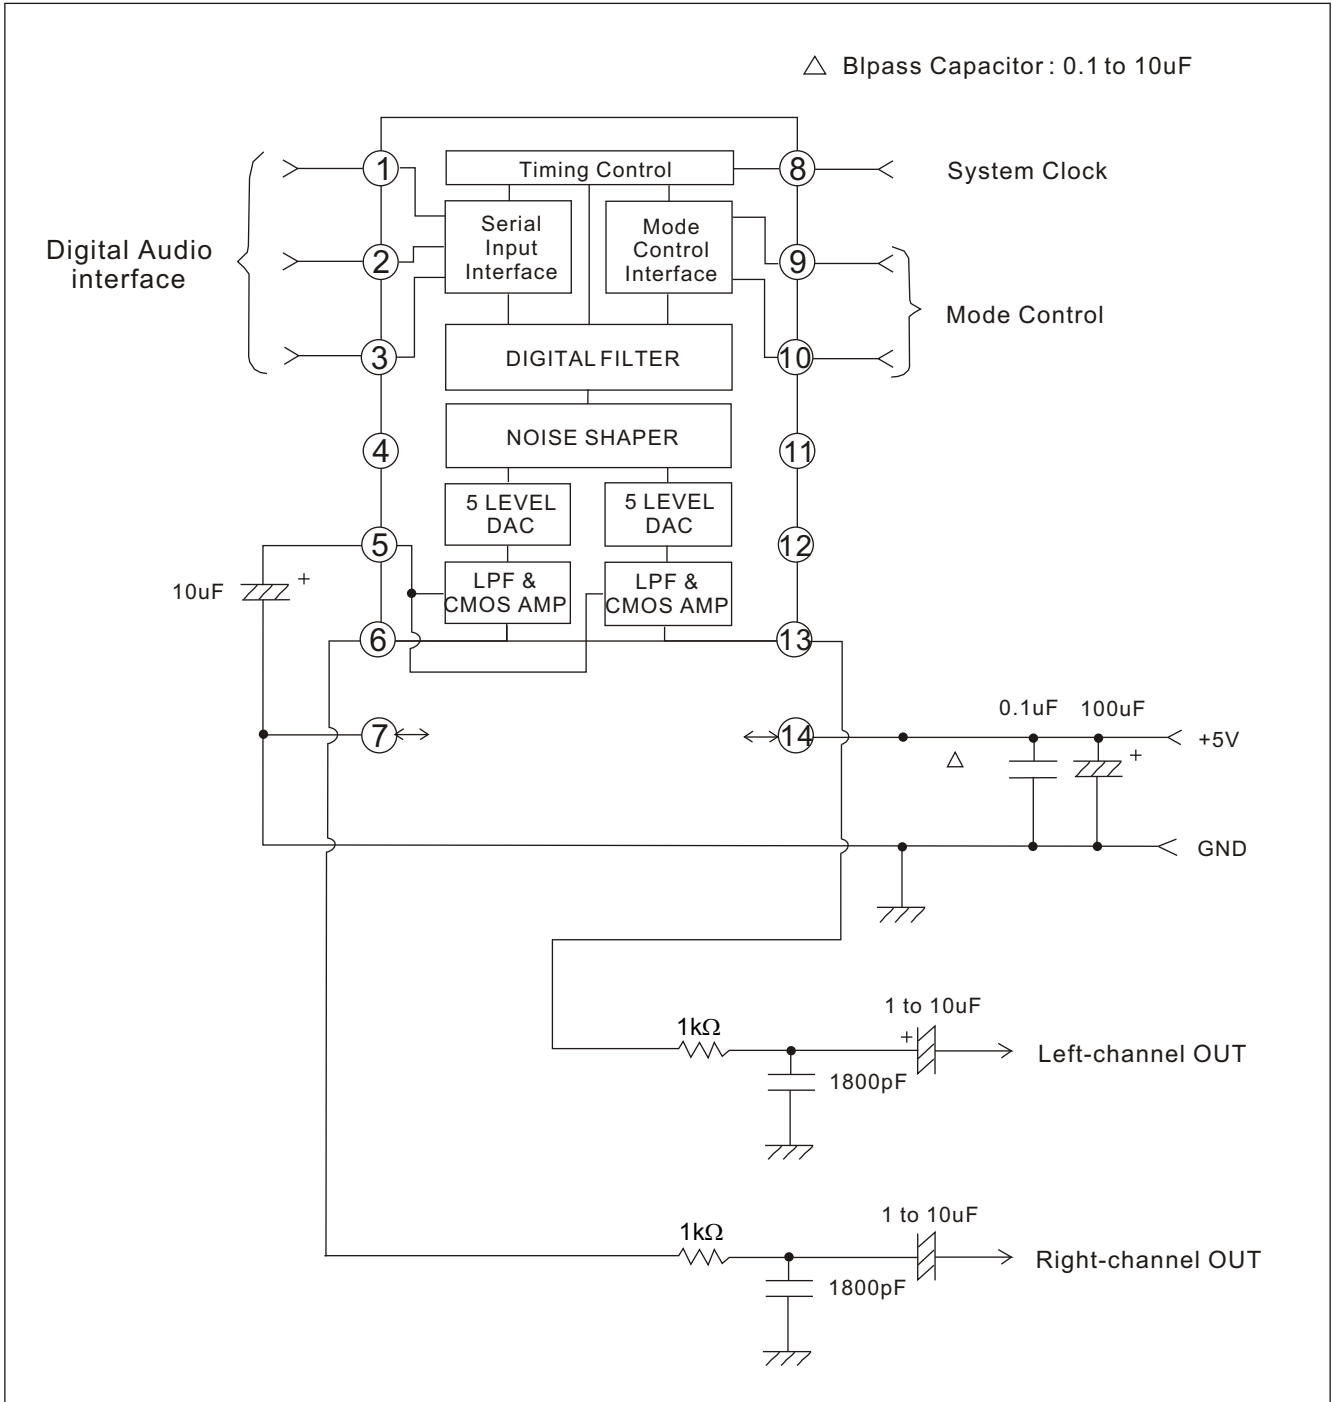 △ BIpass Capacitor: 0.1 to 10uF
1
Timing Control
8
System Clock
Digital Audio
interface
Serial
Input
Interface
Mode
Control
Interface
2
9
Mode Control
3
DIGITAL FILTER
10
4
NOISE SHAPER
11
5 LEVEL
DAC
5 LEVEL
DAC
5
12
10uF
+
LPF &
CMOS AMP
LPF &
CMOS AMP
6
13
7
14
0.1uF
100uF
+
+5V
△
GND
1kΩ
1800pF
1 to 10uF
+
Left-channel OUT
1kΩ
1800pF
1 to 10uF
Right-channel OUT